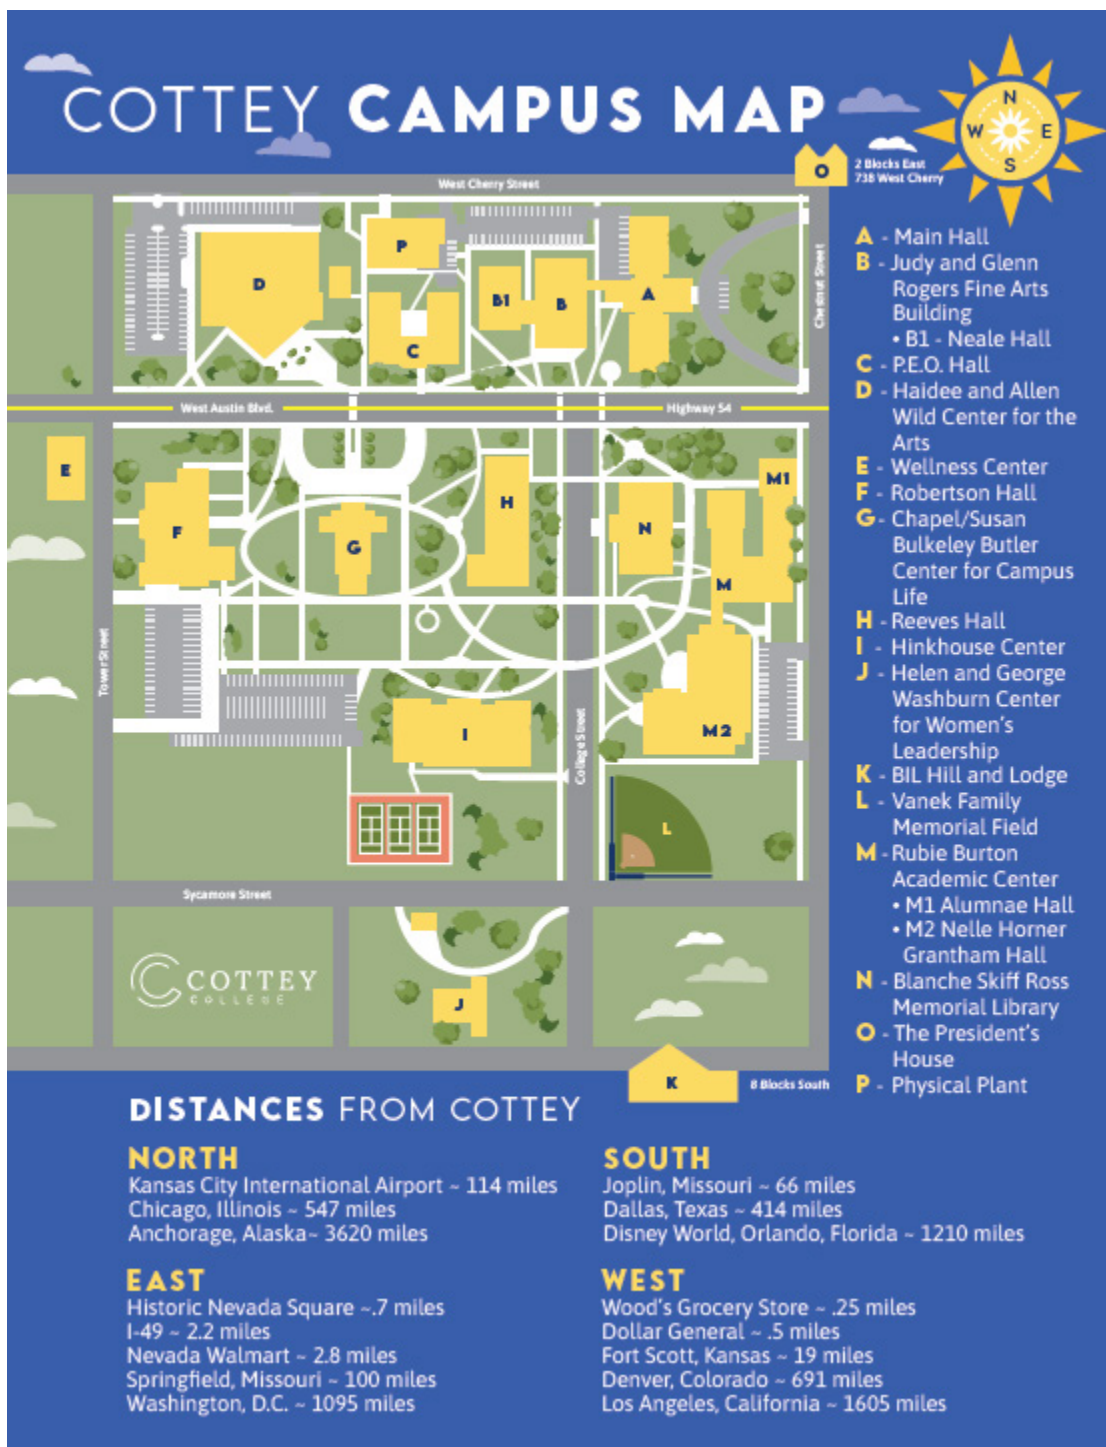 COTTEY CAMPUS MAP
N
W E
S
O
2 Blocks East
738 West Cherry
West Cherry Street
Chestnut Street
D
P
C
B1
B
A
West Austin Blvd.
Highway 54
E
F
G
H
N
M1
M
Tower Street
College Street
I
M2
L
Sycamore Street
COTTEY
COLLEGE
J
K
8 Blocks South
A - Main Hall
B - Judy and Glenn
Rogers Fine Arts
Building
• B1 - Neale Hall
C - P.E.O. Hall
D - Haidee and Allen
Wild Center for the
Arts
E - Wellness Center
F - Robertson Hall
G - Chapel/Susan
Bulkeley Butler
Center for Campus
Life
H - Reeves Hall
I - Hinkhouse Center
J - Helen and George
Washburn Center
for Women's
Leadership
K - BIL Hill and Lodge
L - Vanek Family
Memorial Field
M - Rubie Burton
Academic Center
• M1 Alumnae Hall
• M2 Nelle Horner
Grantham Hall
N - Blanche Skiff Ross
Memorial Library
O - The President's
House
P - Physical Plant
DISTANCES FROM COTTEY
NORTH
Kansas City International Airport ~ 114 miles
Chicago, Illinois ~ 547 miles
Anchorage, Alaska~ 3620 miles
SOUTH
Joplin, Missouri ~ 66 miles
Dallas, Texas ~ 414 miles
Disney World, Orlando, Florida ~ 1210 miles
EAST
Historic Nevada Square ~.7 miles
I-49 ~ 2.2 miles
Nevada Walmart ~ 2.8 miles
Springfield, Missouri ~ 100 miles
Washington, D.C. ~ 1095 miles
WEST
Wood's Grocery Store ~ .25 miles
Dollar General ~ .5 miles
Fort Scott, Kansas ~ 19 miles
Denver, Colorado ~ 691 miles
Los Angeles, California ~ 1605 miles